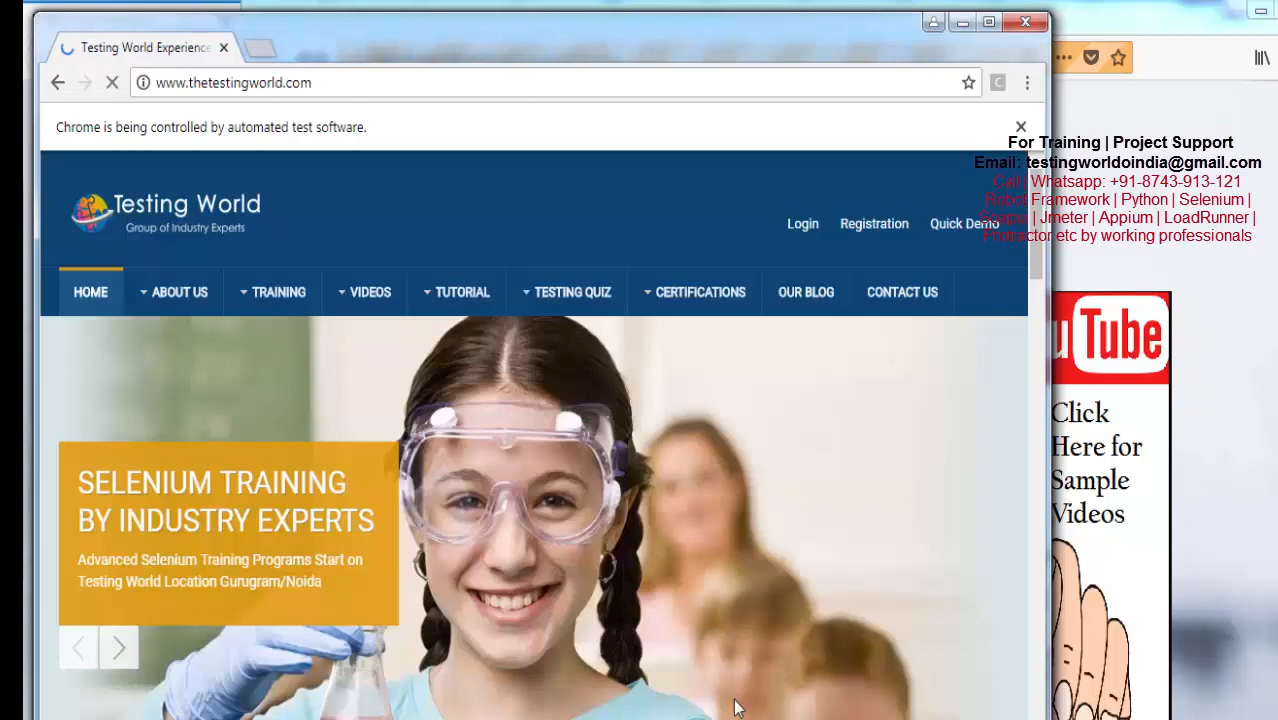 Testing World Experience
www.thetestingworld.com
C
Chrome is being controlled by automated test software.
For Training | Project Support
Email: testingworldoindia@gmail.com
Call | Whatsapp: +91-8743-913-121
Robot Framework | Python | Selenium |
Soapui | Jmeter | Appium | LoadRunner |
Protractor etc by working professionals
Testing World
Group of Industry Experts
Login Registration Quick Demo
HOME ABOUT US TRAINING VIDEOS TUTORIAL TESTING QUIZ CERTIFICATIONS OUR BLOG CONTACT US
SELENIUM TRAINING
BY INDUSTRY EXPERTS
Advanced Selenium Training Programs Start on
Testing World Location Gurugram/Noida
u Tube
Click
Here for
Sample
Videos